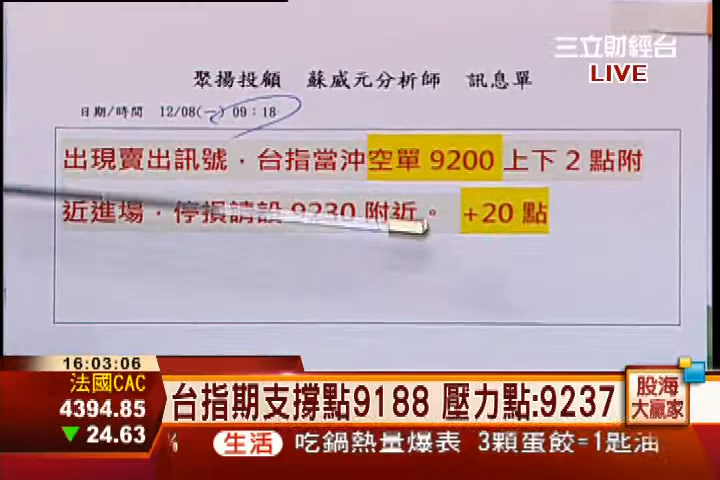 三立財經台
LIVE
聚揚投顧 蘇威元分析師 訊息單
日期/時間 12/08(一) 09:18
出現賣出訊號,台指當沖空單 9200 上下 2 點附
近進場,停損請設 9230 附近。 +20 點
16:03:06
法國CAC
4394.85
▼ 24.63
台指期支撐點9188 壓力點:9237
股海
大贏家
% 生活 吃鍋熱量爆表 3顆蛋餃=1匙油